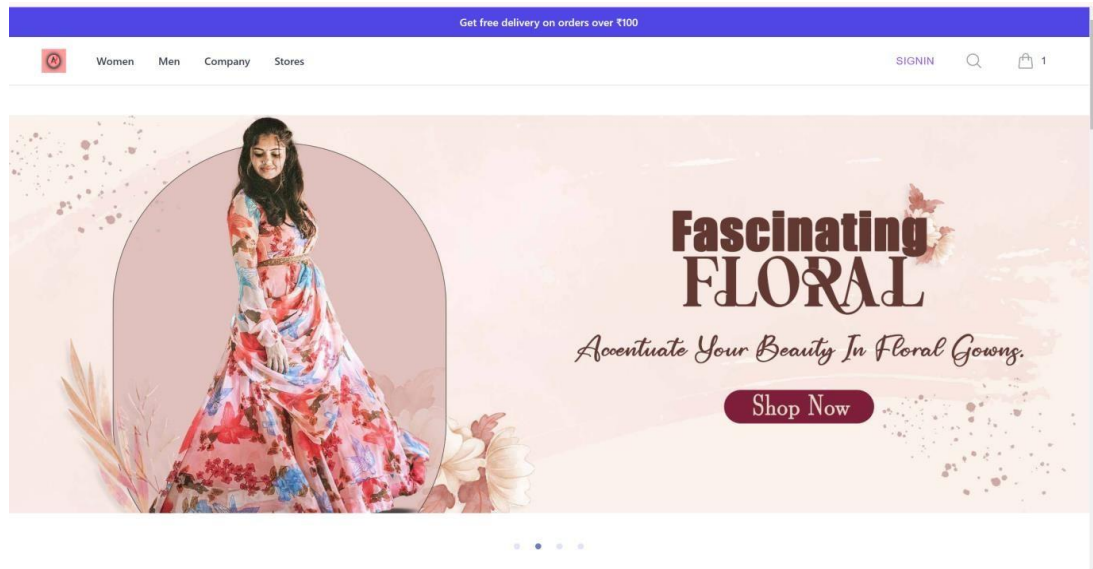 Get free delivery on orders over ₹100
Women Men Company Stores SIGNIN 1
Fascinating
FLORAL
Accentuate Your Beauty In Floral Gowns.
Shop Now